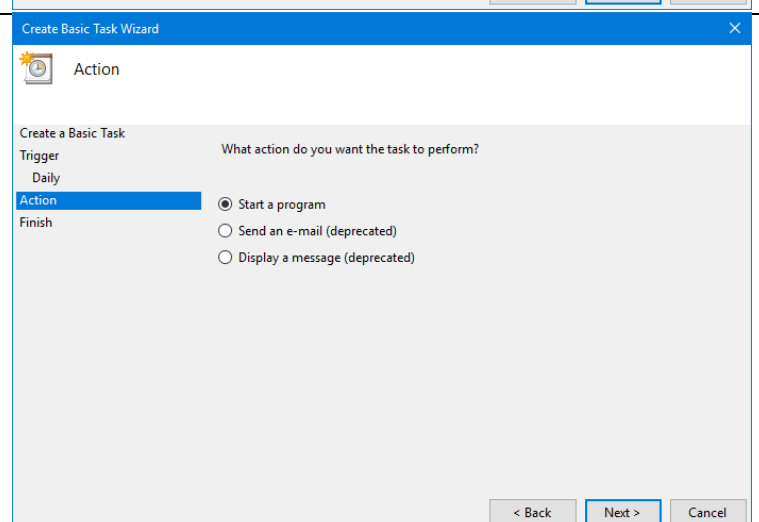 Create Basic Task Wizard
Action
Create a Basic Task
Trigger
Daily
Action
Finish
What action do you want the task to perform?
Start a program
Send an e-mail (deprecated)
Display a message (deprecated)
< Back
Next >
Cancel